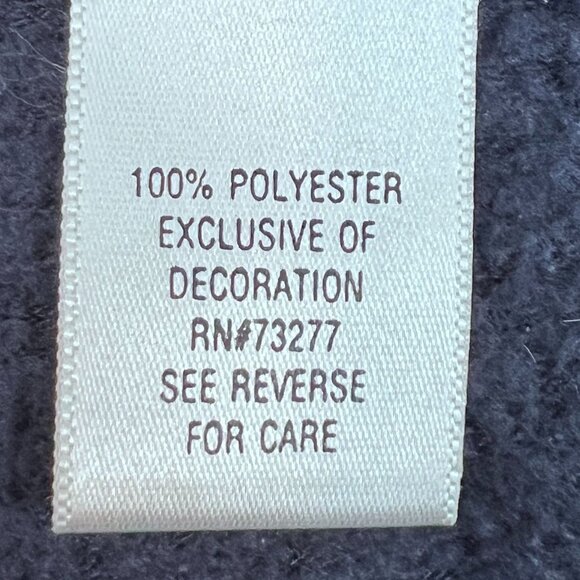 100% POLYESTER
EXCLUSIVE OF
DECORATION
RN#73277
SEE REVERSE
FOR CARE